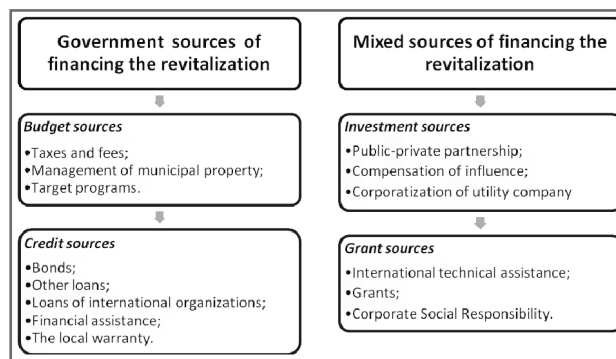 Government sources of
financing the revitalization
Budget sources
•Taxes and fees;
•Management of municipal property;
•Target programs.
Credit sources
•Bonds;
•Other loans;
•Loans of international organizations;
•Financial assistance;
•The local warranty.
Mixed sources of financing the
revitalization
Investment sources
•Public-private partnership;
•Compensation of influence;
•Corporatization of utility company
Grant sources
•International technical assistance;
•Grants;
•Corporate Social Responsibility.